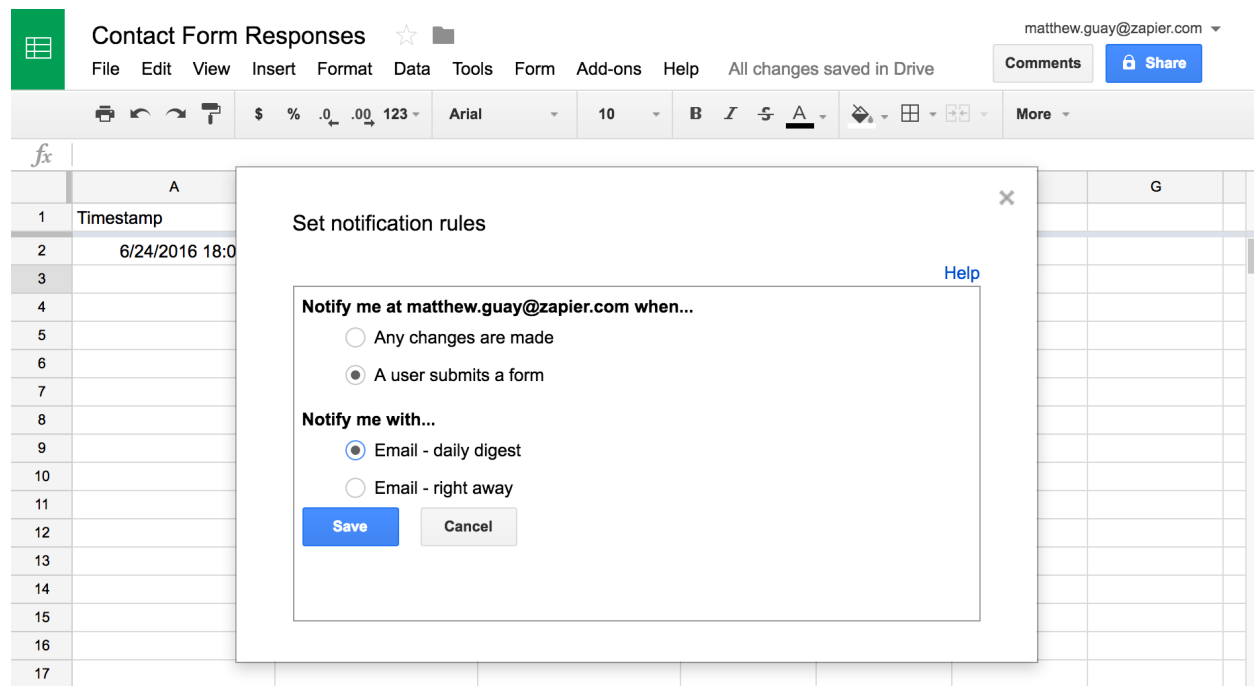 Contact Form Responses
matthew.guay@zapier.com
File Edit View Insert Format Data Tools Form Add-ons Help All changes saved in Drive
Comments Share
$ % .0 .00 123 Arial 10 B I S A More
fx
A G
1 Timestamp
2 6/24/2016 18:0
3
4
5
6
7
8
9
10
11
12
13
14
15
16
17
Set notification rules
Help
Notify me at matthew.guay@zapier.com when...
Any changes are made
A user submits a form
Notify me with...
Email - daily digest
Email - right away
Save Cancel